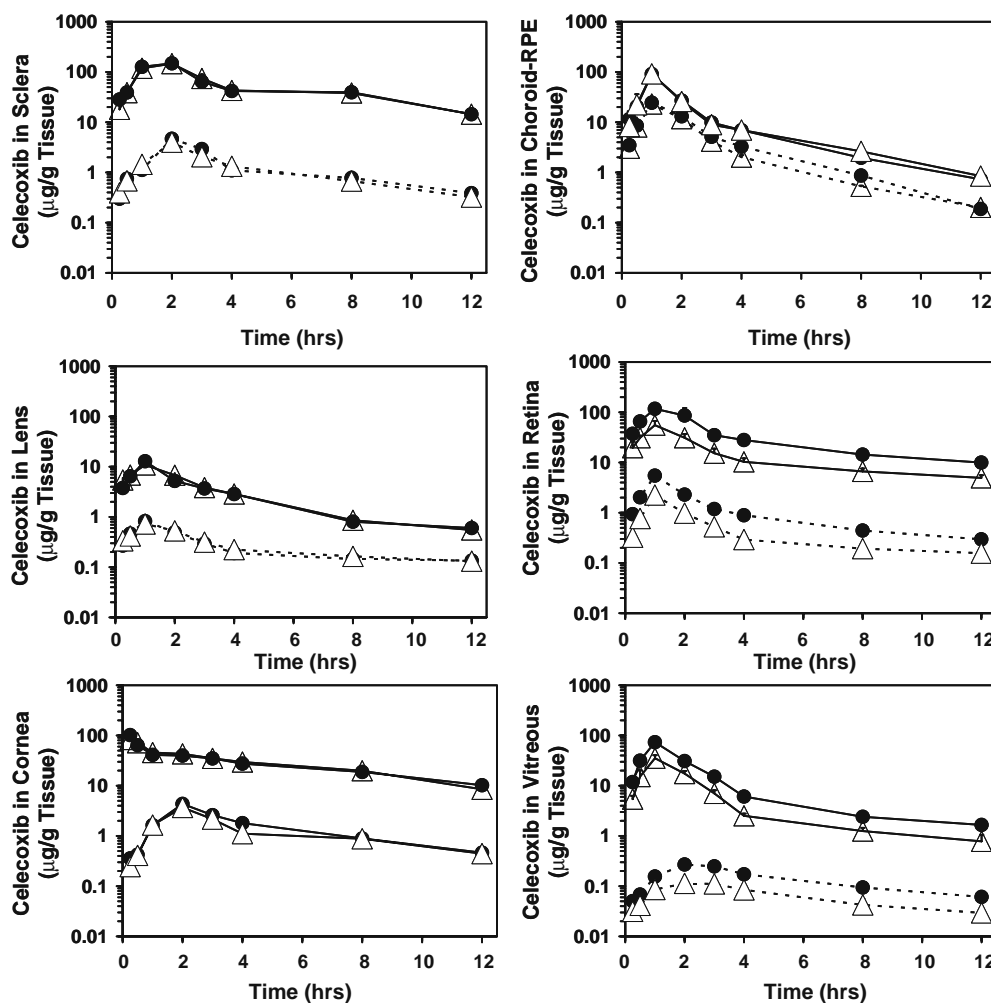 Celecoxib in Sclera
(µg/g Tissue)
1000
100
10
1
0.1
0.01
0 2 4 6 8 10 12
Time (hrs)
Celecoxib in Choroid-RPE
(µg/g Tissue)
1000
100
10
1
0.1
0.01
0 2 4 6 8 10 12
Time (hrs)
Celecoxib in Lens
(µg/g Tissue)
1000
100
10
1
0.1
0.01
0 2 4 6 8 10 12
Time (hrs)
Celecoxib in Retina
(µg/g Tissue)
1000
100
10
1
0.1
0.01
0 2 4 6 8 10 12
Time (hrs)
Celecoxib in Cornea
(µg/g Tissue)
1000
100
10
1
0.1
0.01
0 2 4 6 8 10 12
Time (hrs)
Celecoxib in Vitreous
(µg/g Tissue)
1000
100
10
1
0.1
0.01
0 2 4 6 8 10 12
Time (hrs)